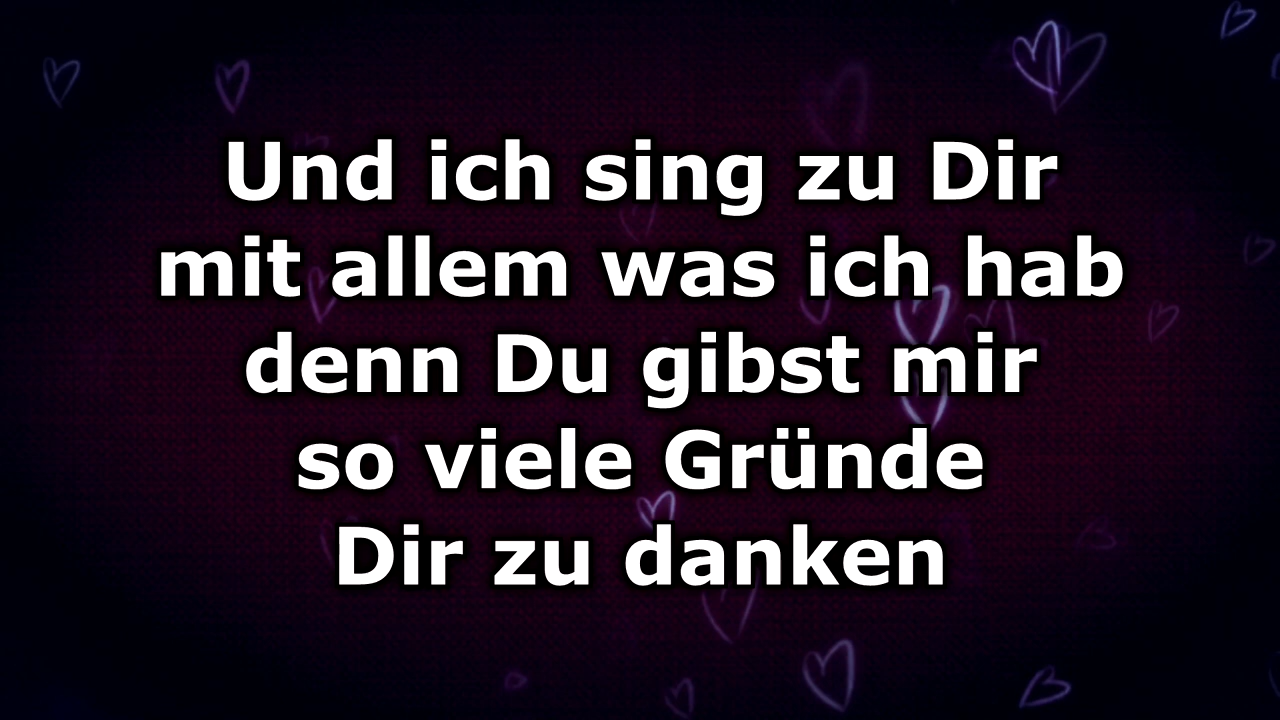 Und ich sing zu Dir
mit allem was ich hab
denn Du gibst mir
so viele Gründe
Dir zu danken